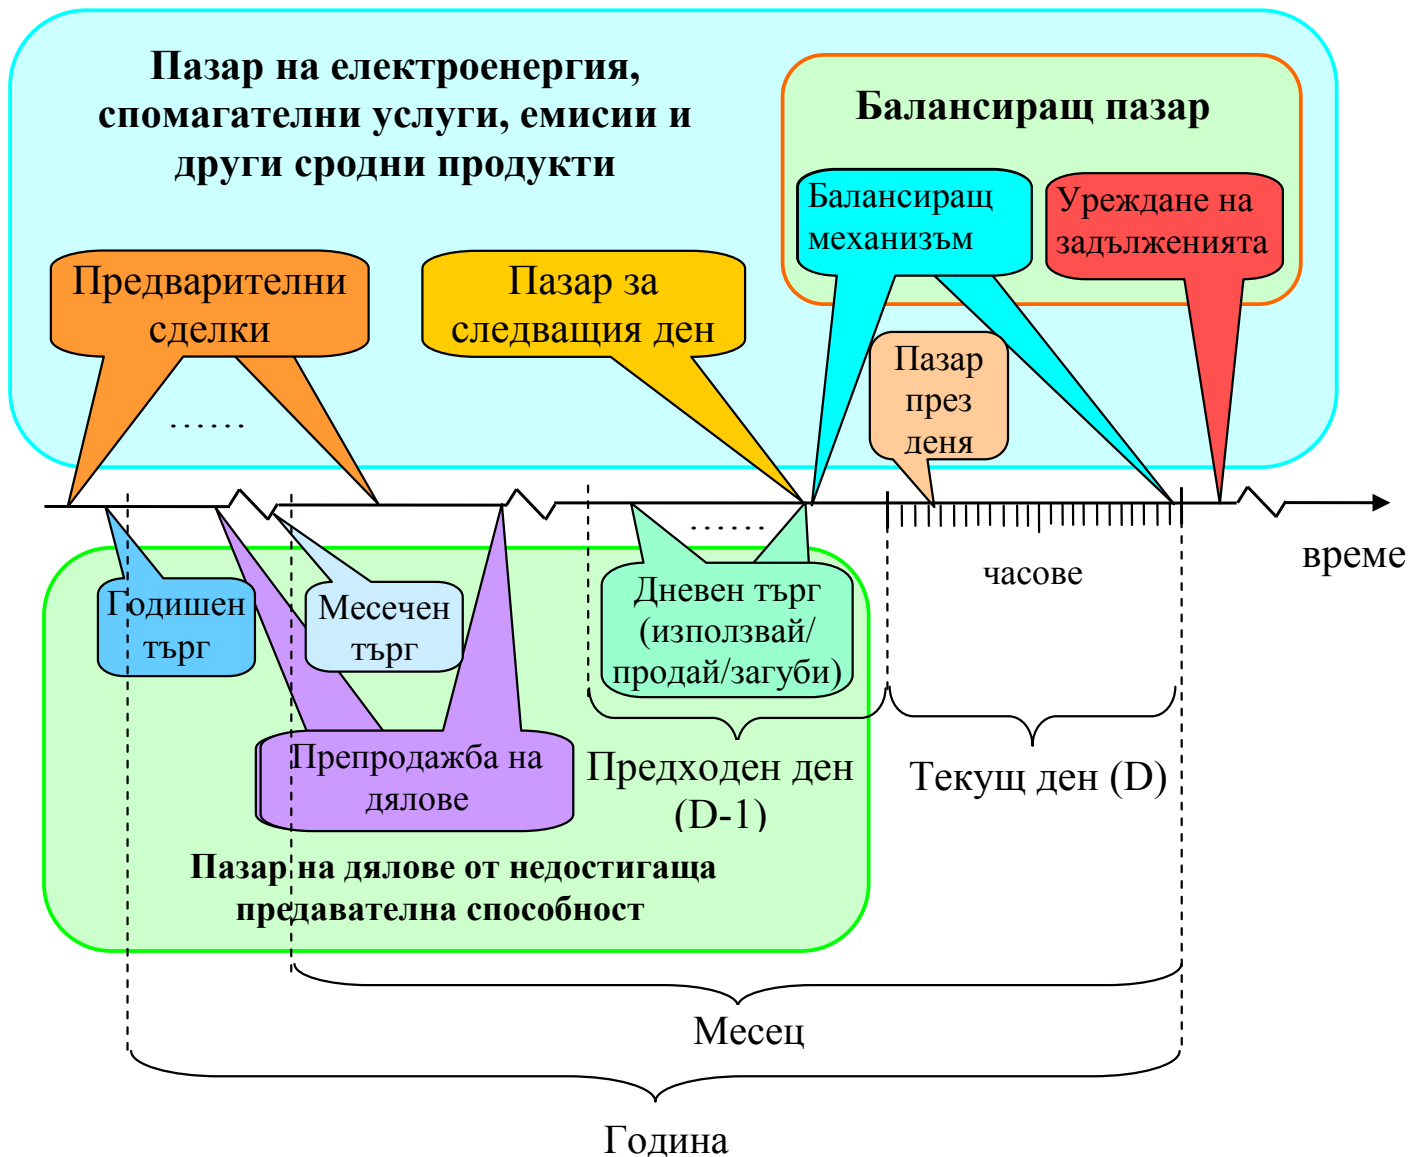 Пазар на електроенергия,
спомагателни услуги, емисии и
други сродни продукти
Балансиращ пазар
Балансиращ
механизъм
Уреждане на
задълженията
Предварителни
сделки
Пазар за
следващия ден
Пазар
през
деня
......
......
време
часове
Годишен
търг
Месечен
търг
Дневен търг
(използвай/
продай/загуби)
Препродажба на
дялове
Предходен ден
(D-1)
Текущ ден (D)
Пазар на дялове от недостигаща
предавателна способност
Месец
Година